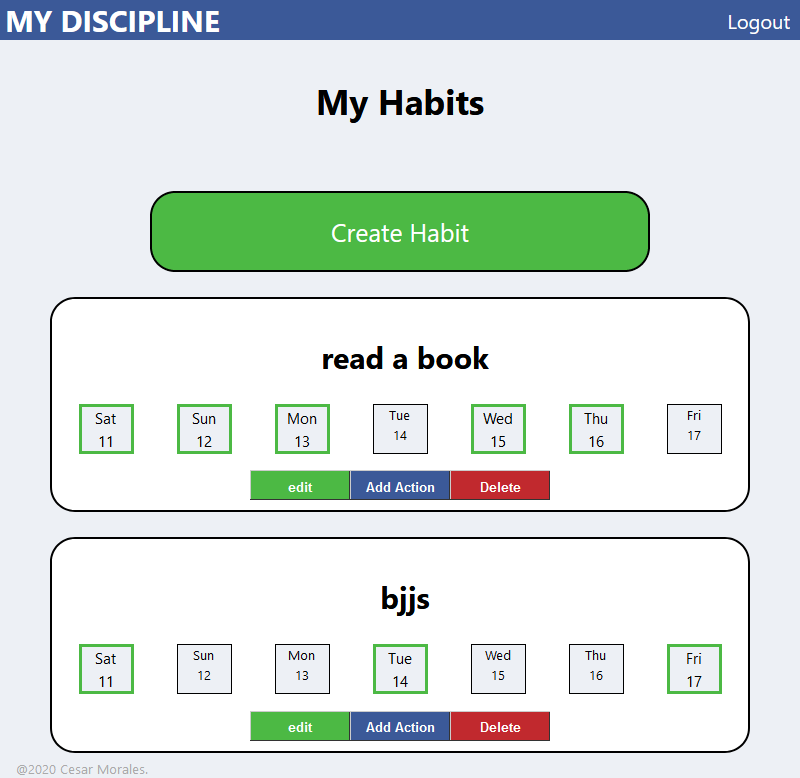 MY DISCIPLINE Logout
My Habits
Create Habit
read a book
Sat Sun Mon Tue Wed Thu Fri
11 12 13 14 15 16 17
edit Add Action Delete
bjjs
Sat Sun Mon Tue Wed Thu Fri
11 12 13 14 15 16 17
edit Add Action Delete
@2020 Cesar Morales.